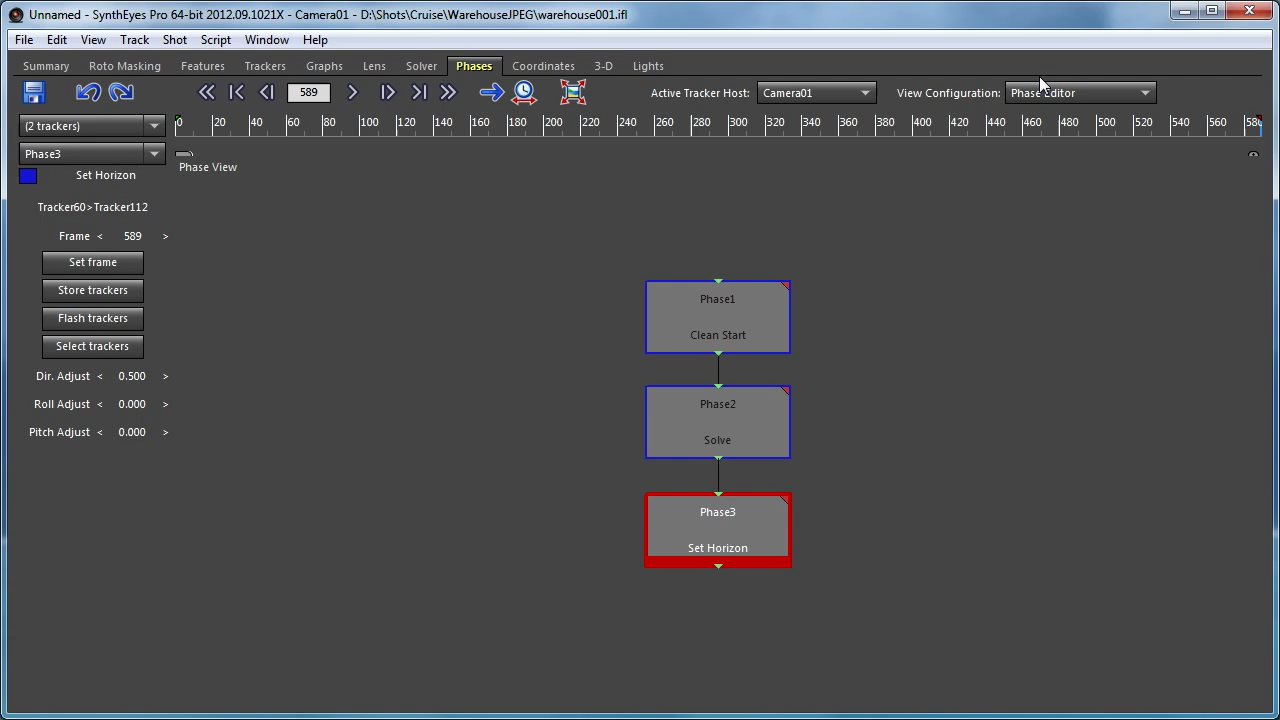 Unnamed - SynthEyes Pro 64-bit 2012.09.1021X - Camera01 - D:\Shots\Cruise\WarehouseJPEG\warehouse001.ifl
File Edit View Track Shot Script Window Help
Summary Roto Masking Features Trackers Graphs Lens Solver Phases Coordinates 3-D Lights
589 Active Tracker Host: Camera01 View Configuration: Phase Editor
(2 trackers) 0 20 40 60 80 100 120 140 160 180 200 220 240 260 280 300 320 340 360 380 400 420 440 460 480 500 520 540 560 580
Phase3
Phase View
Set Horizon
Tracker60>Tracker112
Frame < 589 >
Set frame
Store trackers
Flash trackers
Select trackers
Dir. Adjust < 0.500 >
Roll Adjust < 0.000 >
Pitch Adjust < 0.000 >
Phase1
Clean Start
Phase2
Solve
Phase3
Set Horizon